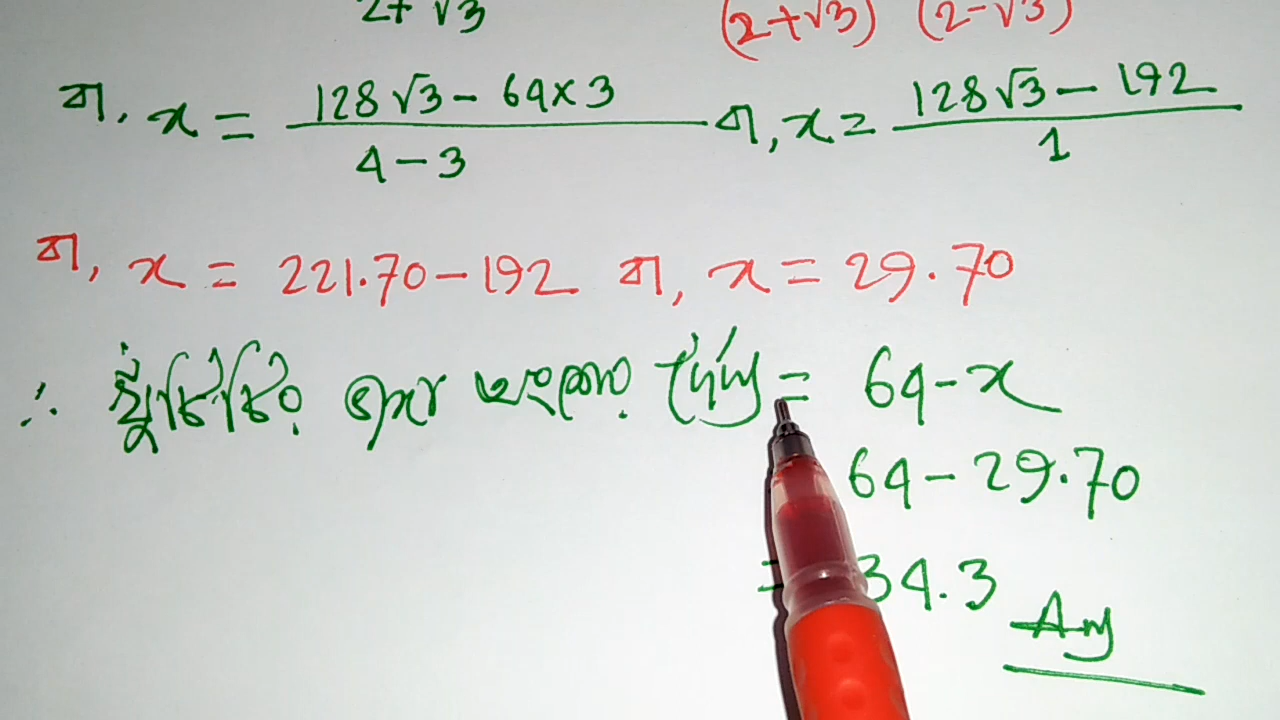 2+√3 (2+√3) (2-√3)
বা, x = (128√3 - 64×3)/(4-3) বা, x = (128√3 - 192)/1
বা, x = 221.70-192 বা, x = 29.70
∴ খুঁটিটির ভাঙ্গা অংশের দৈর্ঘ্য = 64-x
64-29.70
= 34.3 Ans